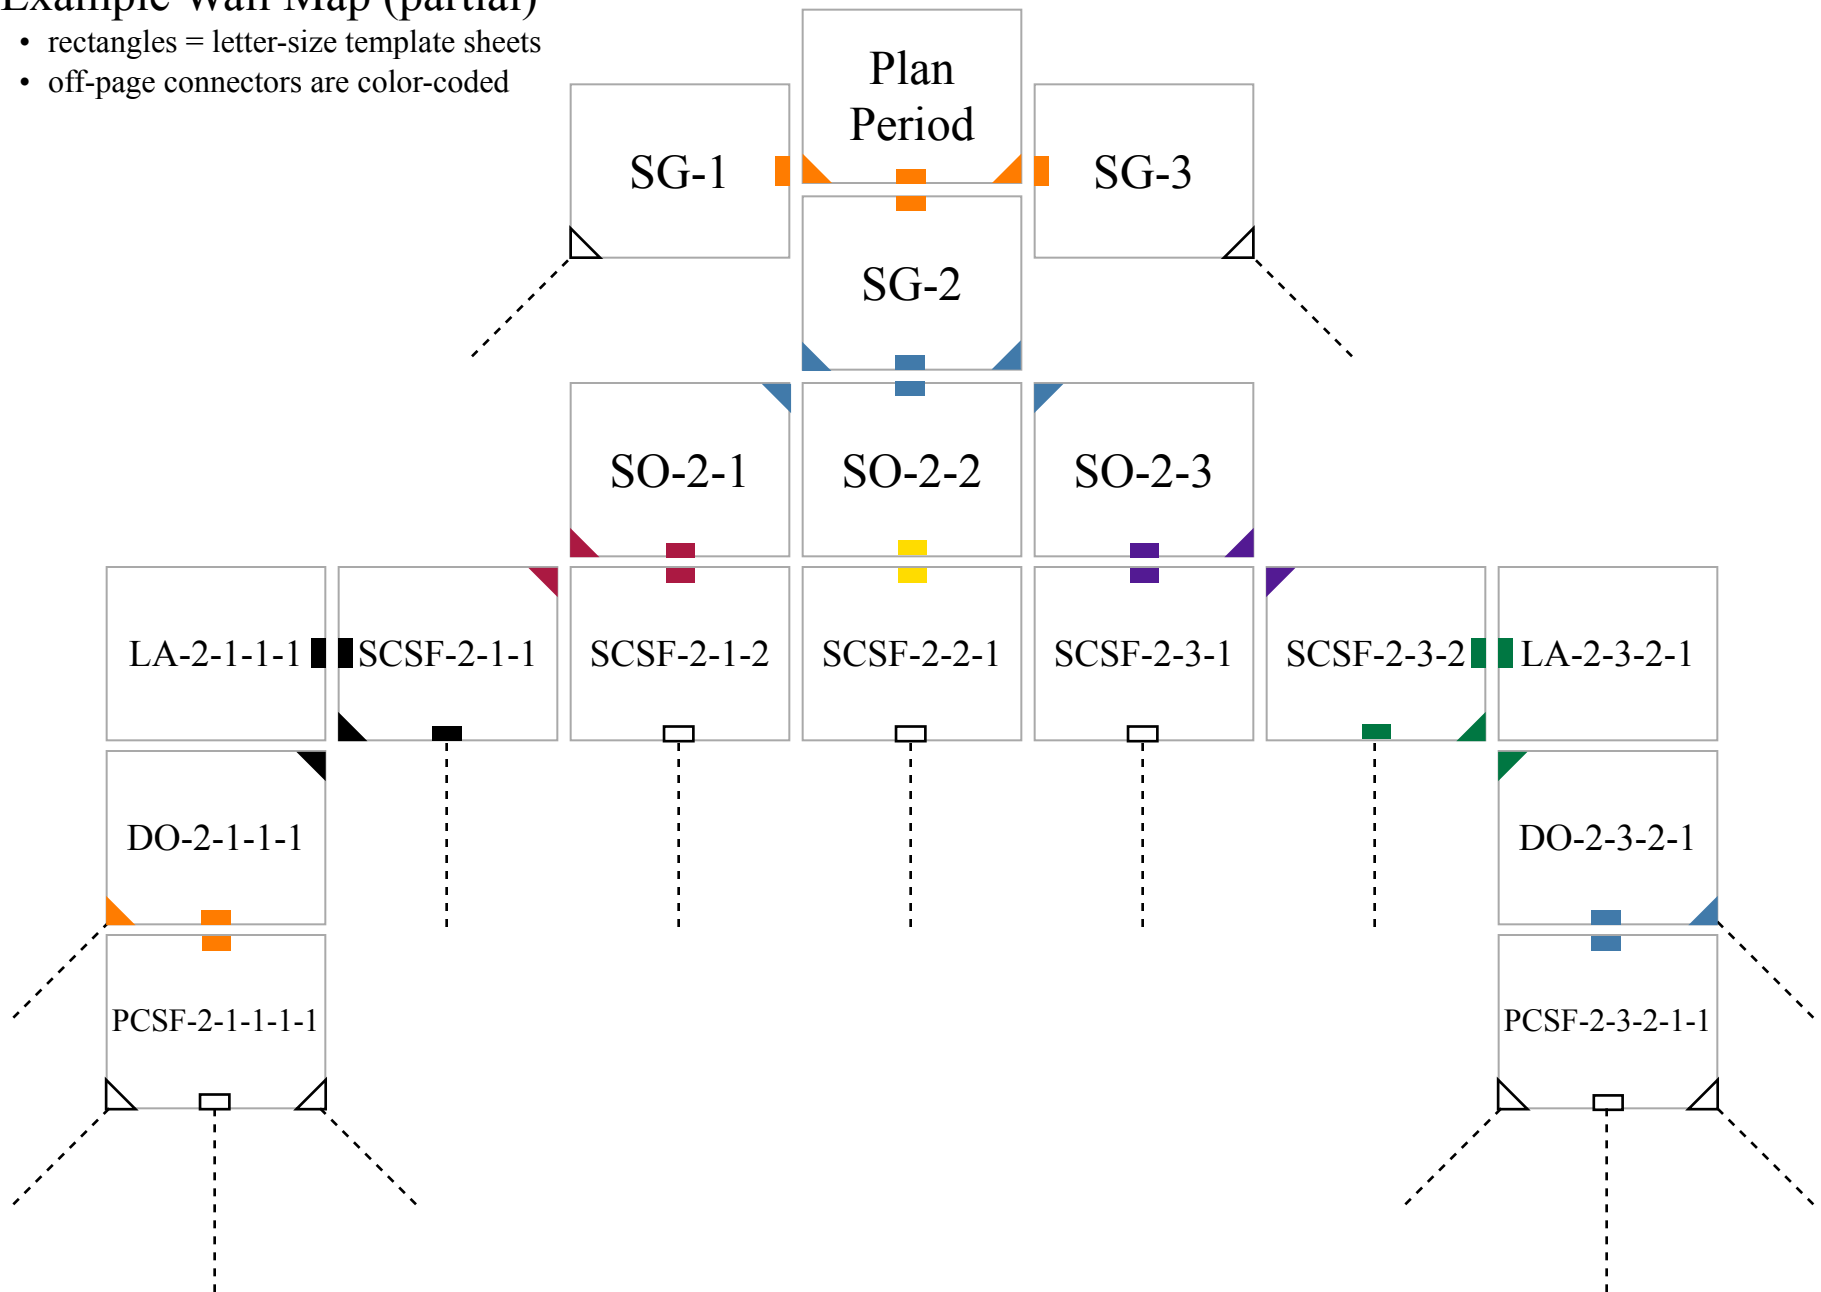 Example Wall Map (partial)
• rectangles = letter-size template sheets
• off-page connectors are color-coded
Plan
Period
SG-1
SG-3
SG-2
SO-2-1
SO-2-2
SO-2-3
LA-2-1-1-1
SCSF-2-1-1
SCSF-2-1-2
SCSF-2-2-1
SCSF-2-3-1
SCSF-2-3-2
LA-2-3-2-1
DO-2-1-1-1
DO-2-3-2-1
PCSF-2-1-1-1-1
PCSF-2-3-2-1-1